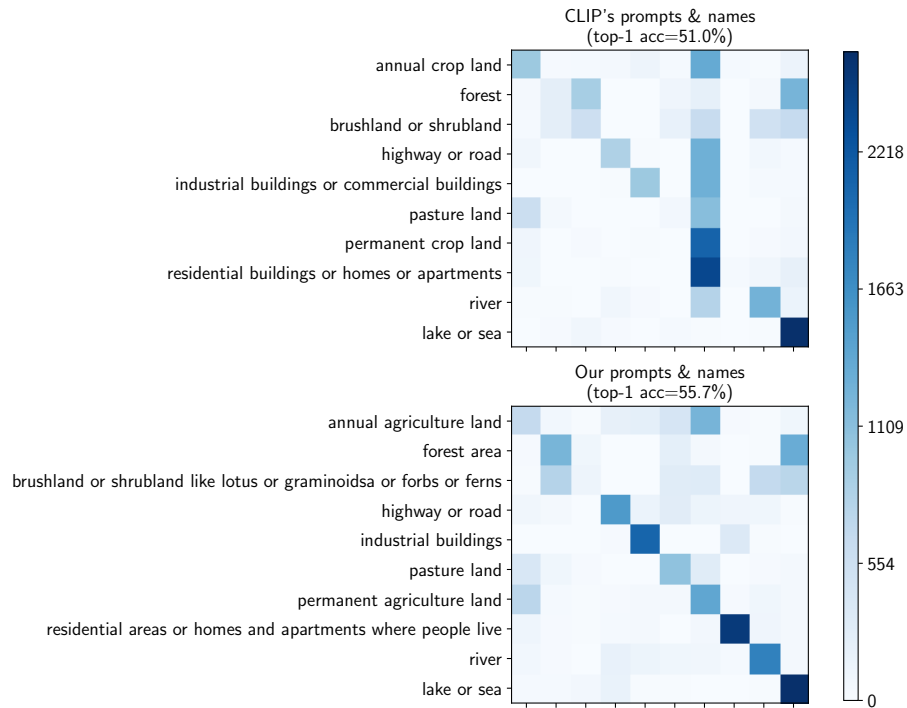 CLIP's prompts & names
(top-1 acc=51.0%)
annual crop land
forest
brushland or shrubland
highway or road
industrial buildings or commercial buildings
pasture land
permanent crop land
residential buildings or homes or apartments
river
lake or sea
Our prompts & names
(top-1 acc=55.7%)
annual agriculture land
forest area
brushland or shrubland like lotus or graminoidsa or forbs or ferns
highway or road
industrial buildings
pasture land
permanent agriculture land
residential areas or homes and apartments where people live
river
lake or sea
2218
1663
1109
554
0